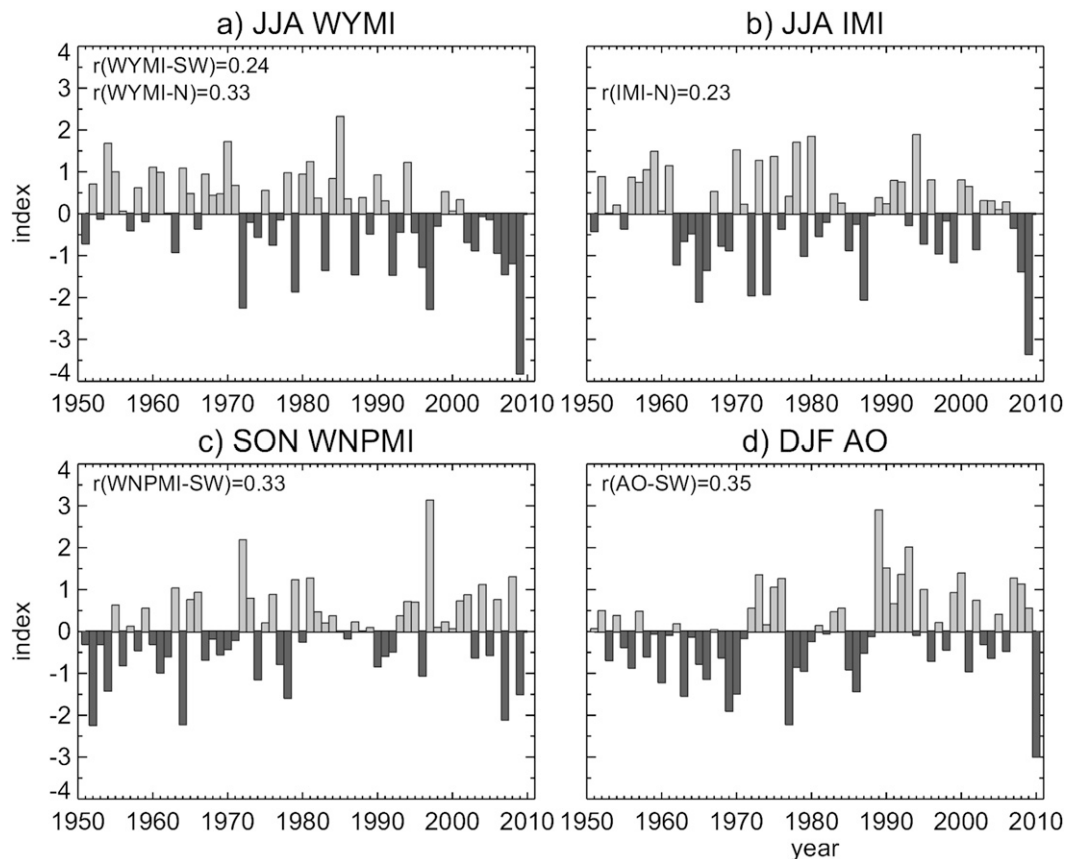 a) JJA WYMI
b) JJA IMI
4
3
2
1
0
-1
-2
-3
-4
index
r(WYMI-SW)=0.24
r(WYMI-N)=0.33
r(IMI-N)=0.23
1950 1960 1970 1980 1990 2000 2010
1950 1960 1970 1980 1990 2000 2010
c) SON WNPMI
d) DJF AO
4
3
2
1
0
-1
-2
-3
-4
index
r(WNPMI-SW)=0.33
r(AO-SW)=0.35
1950 1960 1970 1980 1990 2000 2010
1950 1960 1970 1980 1990 2000 2010
year